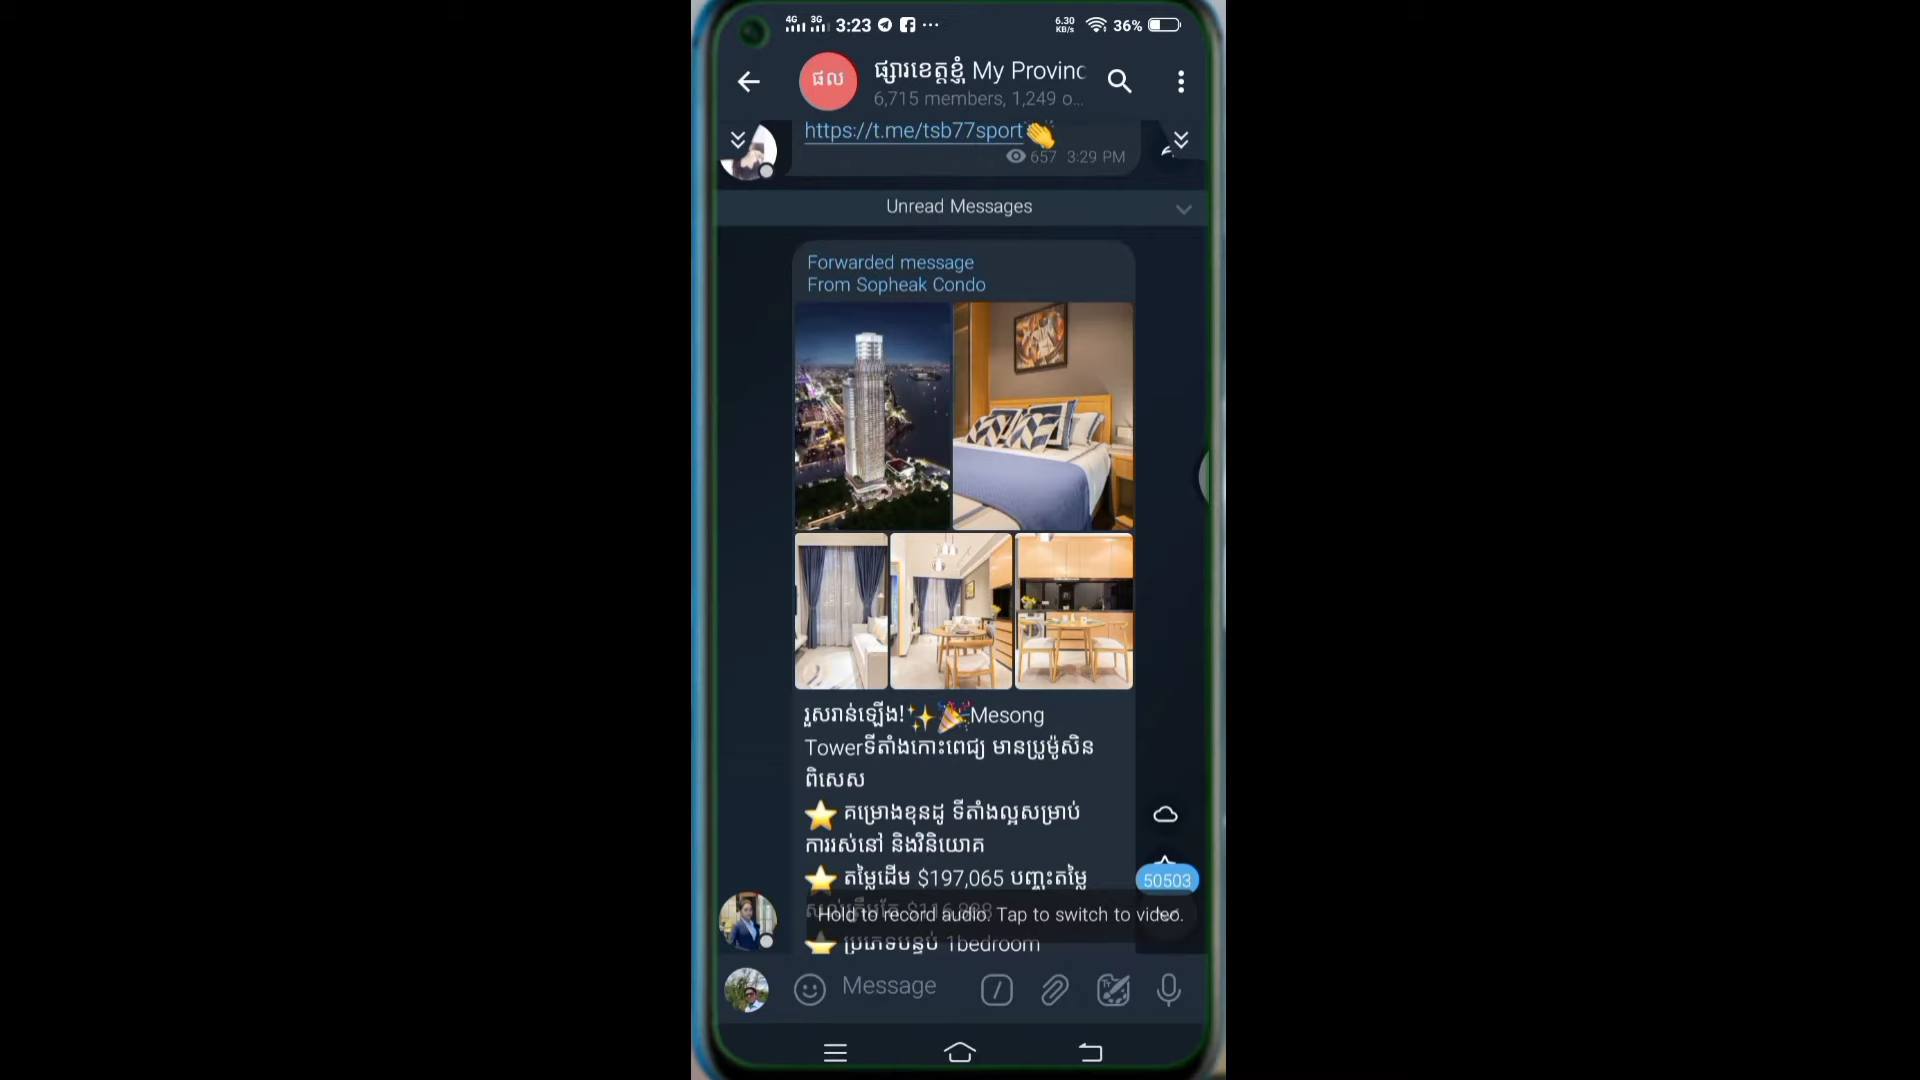 4G 3G 3:23 6.30 KB/s 36%
ផល
ផ្សារខេត្តខ្ញុំ My Provinc
6,715 members, 1,249 o...
https://t.me/tsb77sport👏
657 3:29 PM
Unread Messages
Forwarded message
From Sopheak Condo
រួសរាន់ឡើង!✨🎉Mesong
Towerទីតាំងកោះពេជ្យ មានប្រូម៉ូសិន
ពិសេស
⭐ គម្រោងខុនដូ ទីតាំងល្អសម្រាប់
ការរស់នៅ និងវិនិយោគ
⭐ តម្លៃដើម $197,065 បញ្ចុះតម្លៃ
50503
Hold to record audio. Tap to switch to video.
⭐ ប្រភេទបន្ទប់ 1bedroom
Message